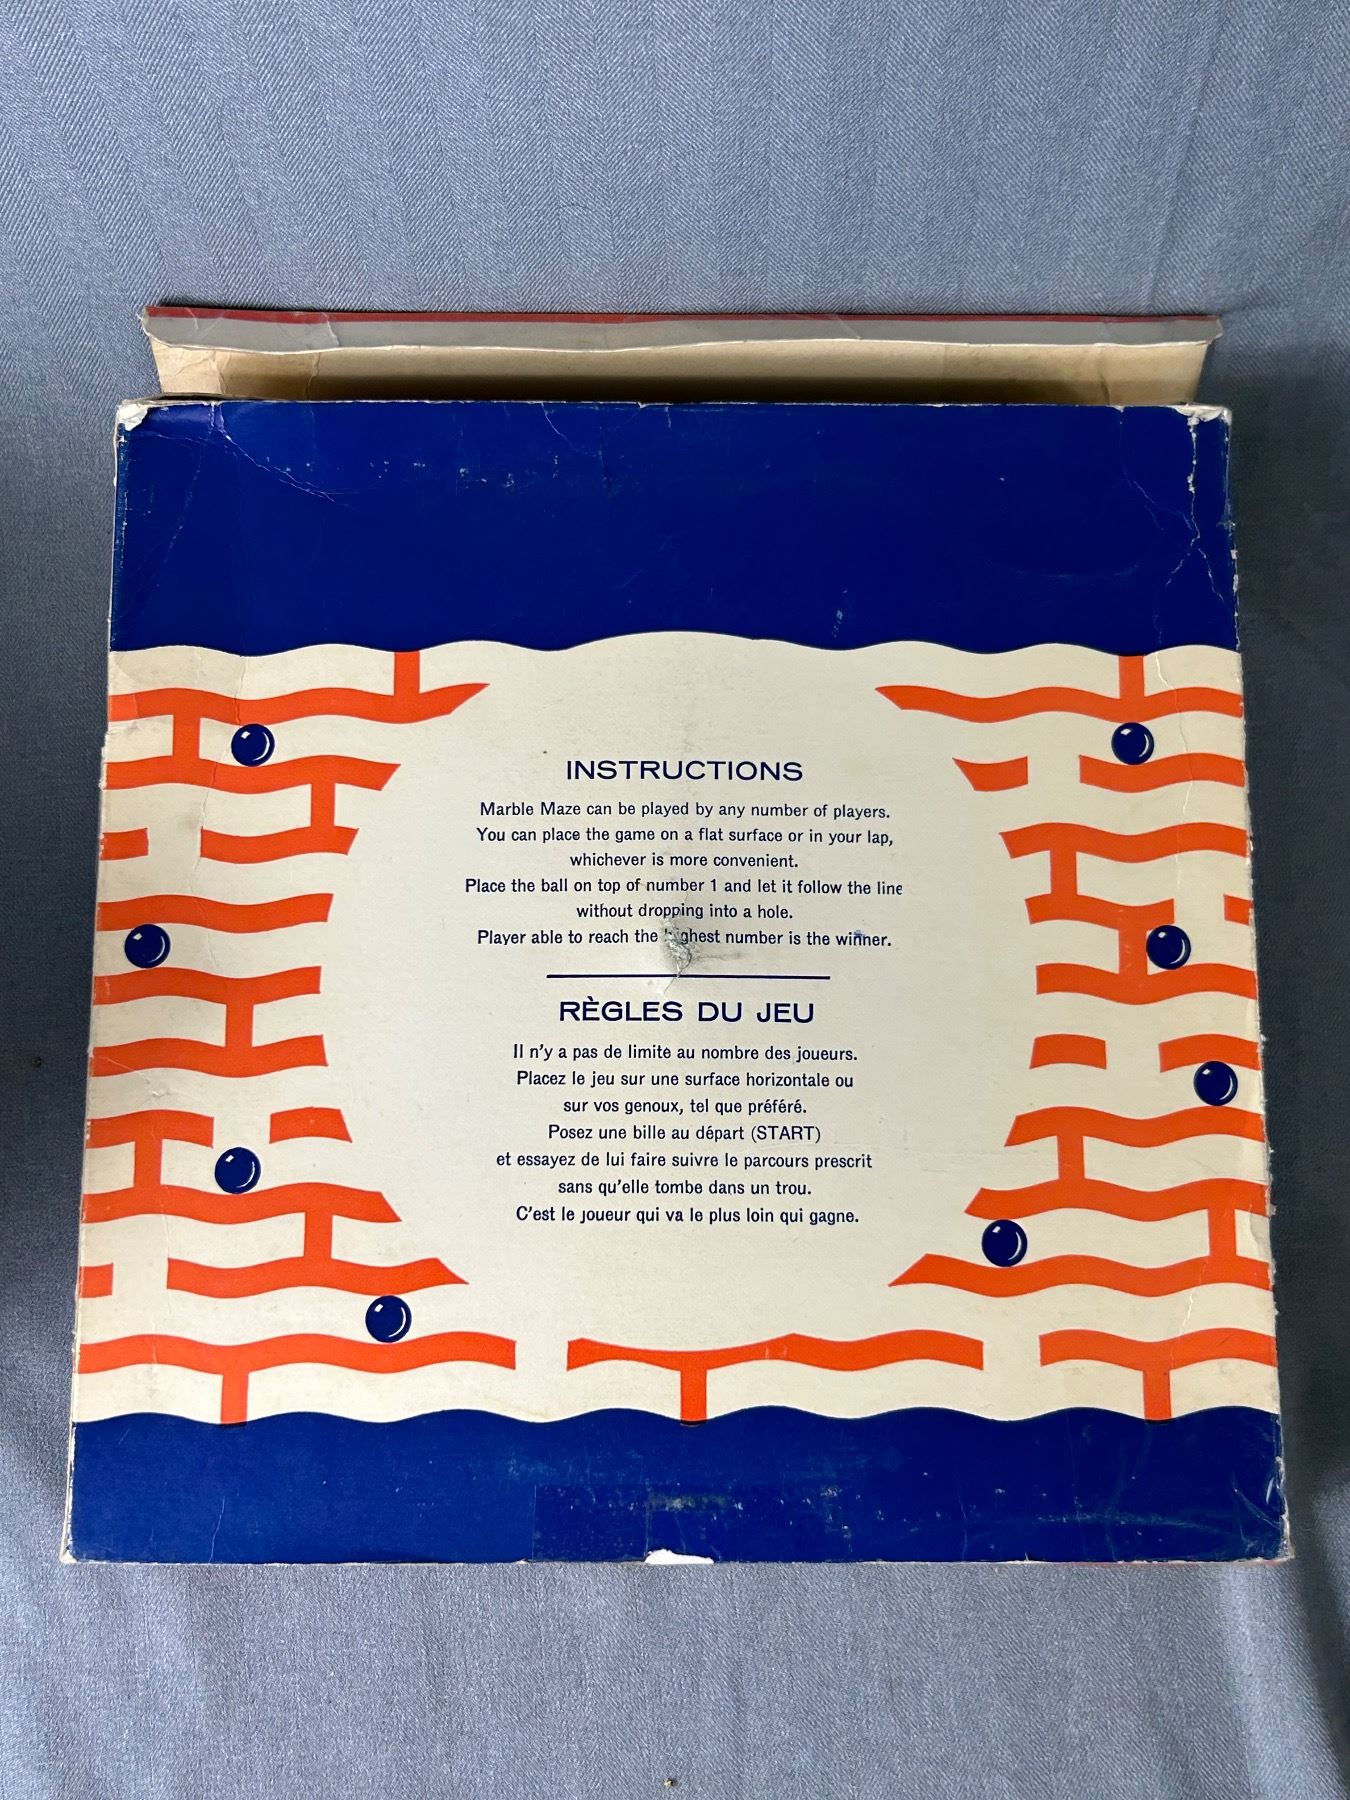 INSTRUCTIONS
Marble Maze can be played by any number of players.
You can place the game on a flat surface or in your lap,
whichever is more convenient.
Place the ball on top of number 1 and let it follow the line
without dropping into a hole.
Player able to reach the highest number is the winner.
RÈGLES DU JEU
Il n'y a pas de limite au nombre des joueurs.
Placez le jeu sur une surface horizontale ou
sur vos genoux, tel que préféré.
Posez une bille au départ (START)
et essayez de lui faire suivre le parcours prescrit
sans qu'elle tombe dans un trou.
C'est le joueur qui va le plus loin qui gagne.